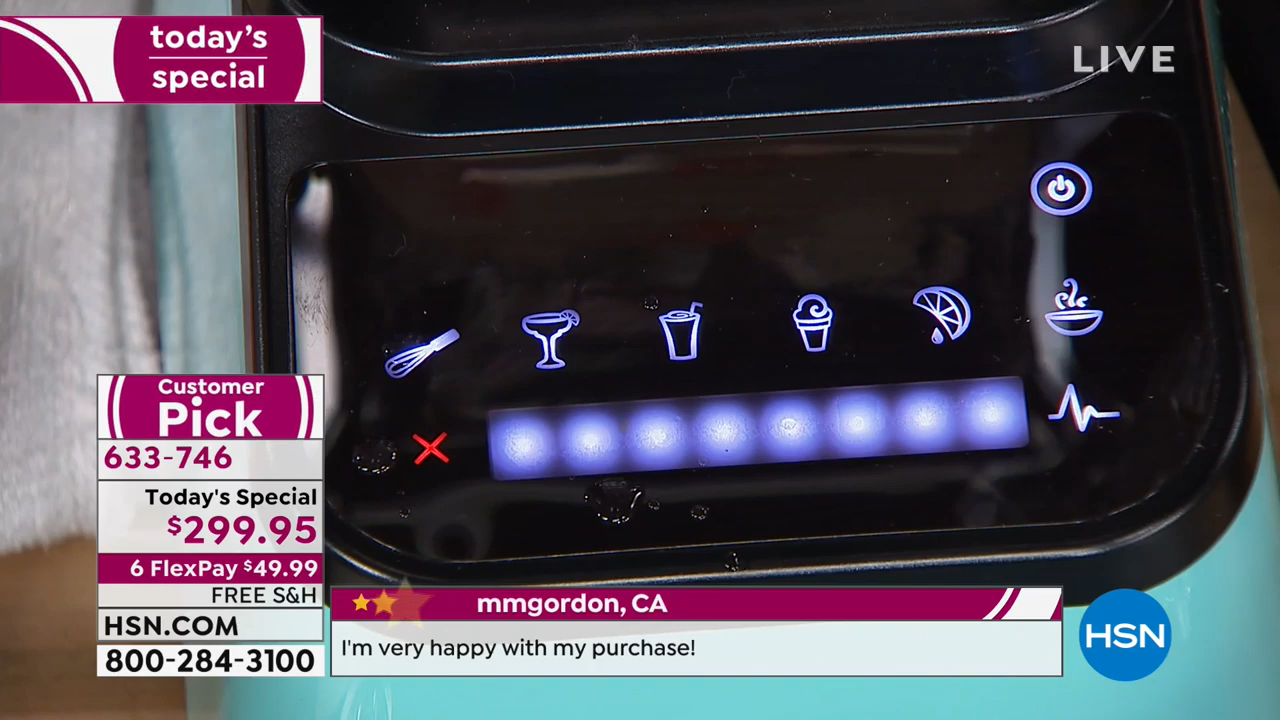 today's
special
LIVE
Customer
Pick
633-746
Today's Special
$299.95
6 FlexPay $49.99
FREE S&H
HSN.COM
800-284-3100
mmgordon, CA
I'm very happy with my purchase!
HSN